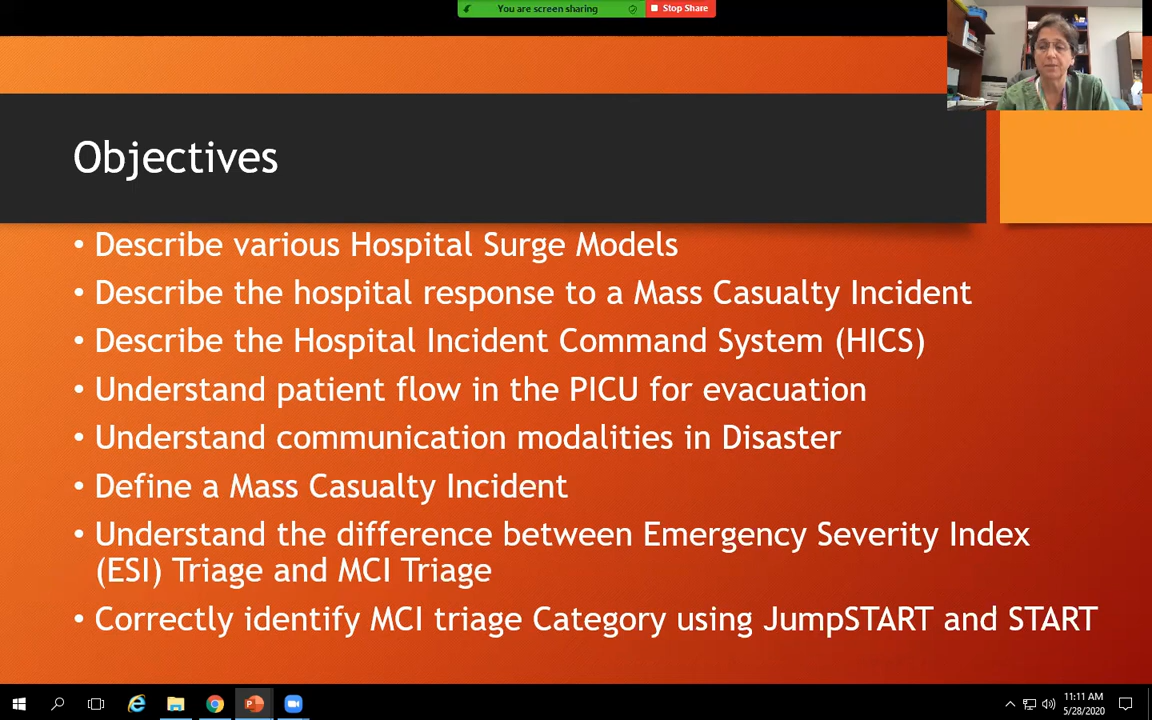 You are screen sharing
Stop Share
Objectives
• Describe various Hospital Surge Models
• Describe the hospital response to a Mass Casualty Incident
• Describe the Hospital Incident Command System (HICS)
• Understand patient flow in the PICU for evacuation
• Understand communication modalities in Disaster
• Define a Mass Casualty Incident
• Understand the difference between Emergency Severity Index
(ESI) Triage and MCI Triage
• Correctly identify MCI triage Category using JumpSTART and START
11:11 AM
5/28/2020